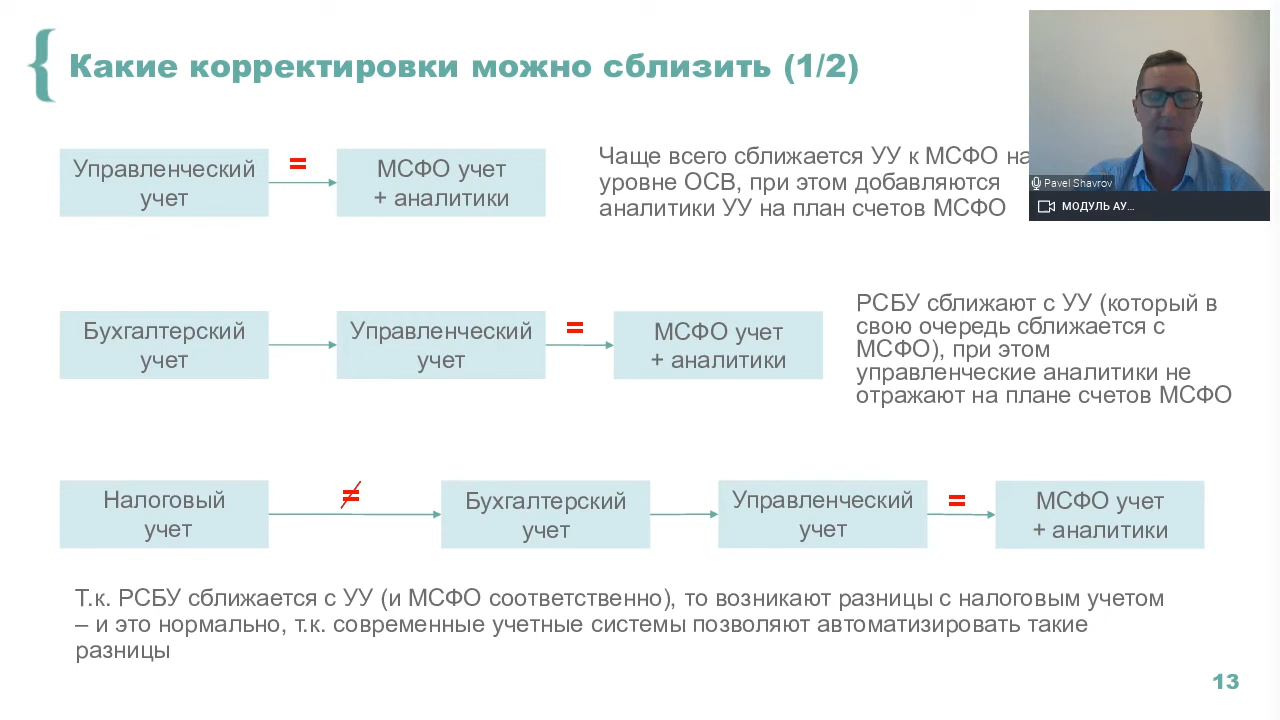 Какие корректировки можно сблизить (1/2)
Управленческий
учет
=
МСФО учет
+ аналитики
Чаще всего сближается УУ к МСФО на
уровне ОСВ, при этом добавляются
аналитики УУ на план счетов МСФО
Pavel Shavrov
МОДУЛЬ АУ...
Бухгалтерский
учет
Управленческий
учет
=
МСФО учет
+ аналитики
РСБУ сближают с УУ (который в
свою очередь сближается с
МСФО), при этом
управленческие аналитики не
отражают на плане счетов МСФО
Налоговый
учет
≠
Бухгалтерский
учет
Управленческий
учет
=
МСФО учет
+ аналитики
Т.к. РСБУ сближается с УУ (и МСФО соответственно), то возникают разницы с налоговым учетом
– и это нормально, т.к. современные учетные системы позволяют автоматизировать такие
разницы
13